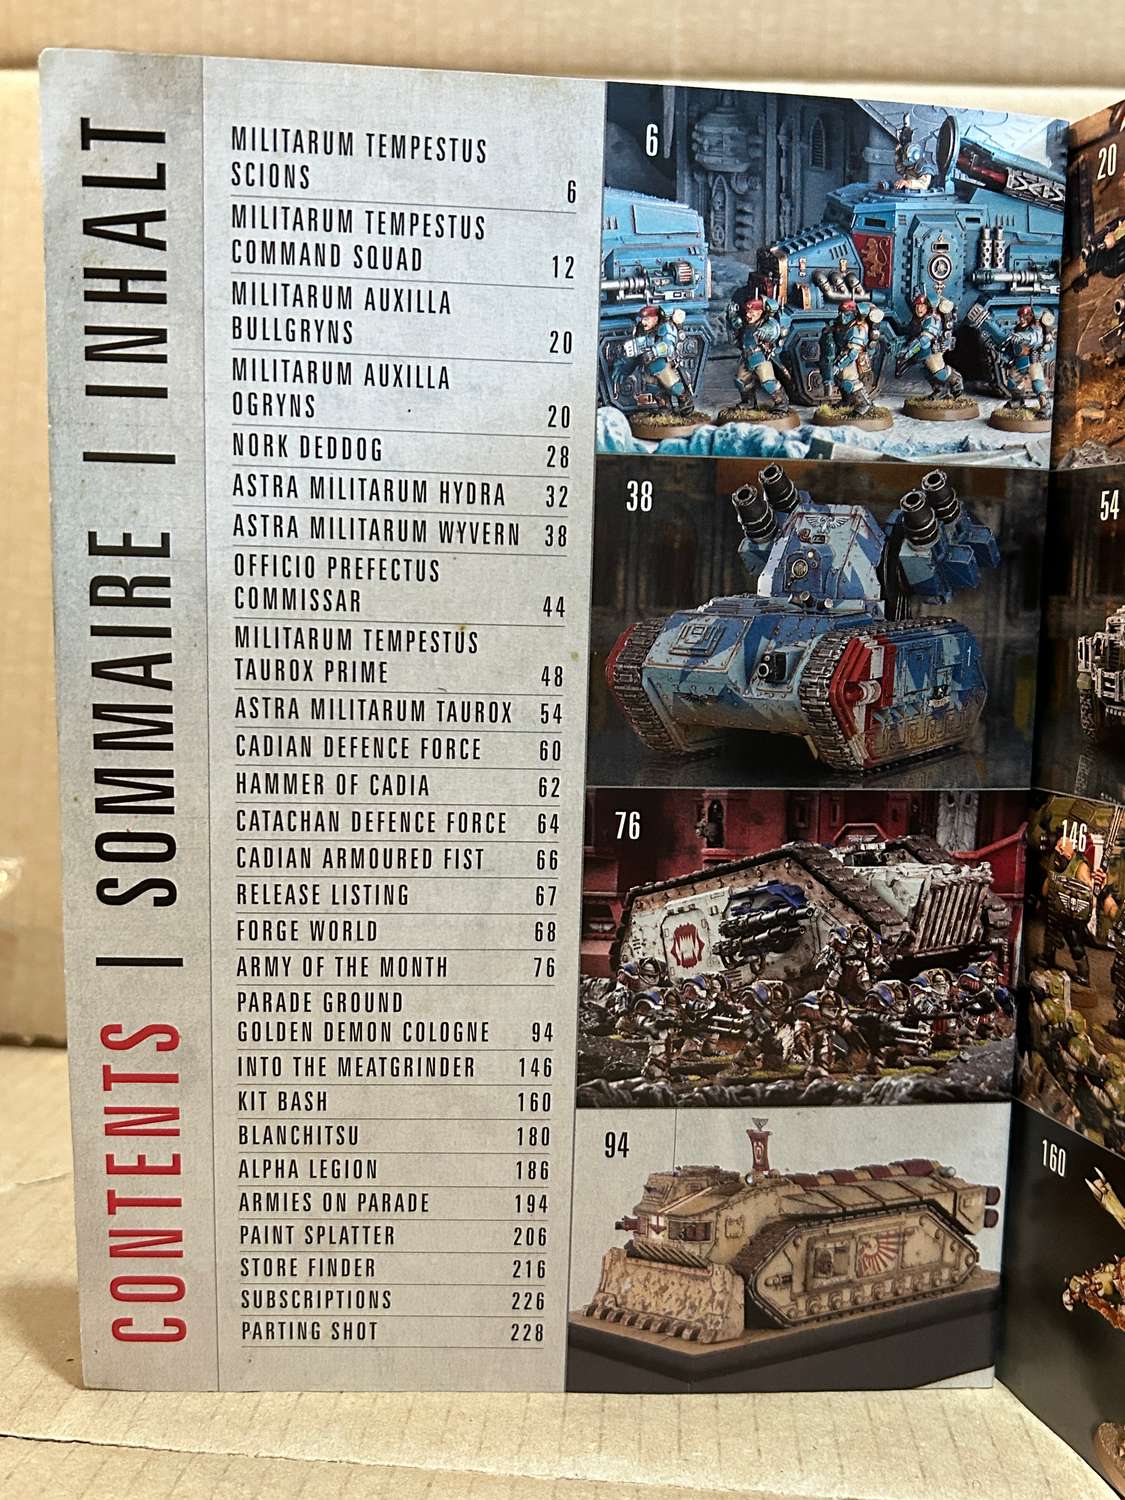 CONTENTS | SOMMAIRE | INHALT
MILITARUM TEMPESTUS
SCIONS 6
MILITARUM TEMPESTUS
COMMAND SQUAD 12
MILITARUM AUXILLA
BULLGRYNS 20
MILITARUM AUXILLA
OGRYNS 20
NORK DEDDOG 28
ASTRA MILITARUM HYDRA 32
ASTRA MILITARUM WYVERN 38
OFFICIO PREFECTUS
COMMISSAR 44
MILITARUM TEMPESTUS
TAUROX PRIME 48
ASTRA MILITARUM TAUROX 54
CADIAN DEFENCE FORCE 60
HAMMER OF CADIA 62
CATACHAN DEFENCE FORCE 64
CADIAN ARMOURED FIST 66
RELEASE LISTING 67
FORGE WORLD 68
ARMY OF THE MONTH 76
PARADE GROUND
GOLDEN DEMON COLOGNE 94
INTO THE MEATGRINDER 146
KIT BASH 160
BLANCHITSU 180
ALPHA LEGION 186
ARMIES ON PARADE 194
PAINT SPLATTER 206
STORE FINDER 216
SUBSCRIPTIONS 226
PARTING SHOT 228
6
38
76
94
20
54
146
160